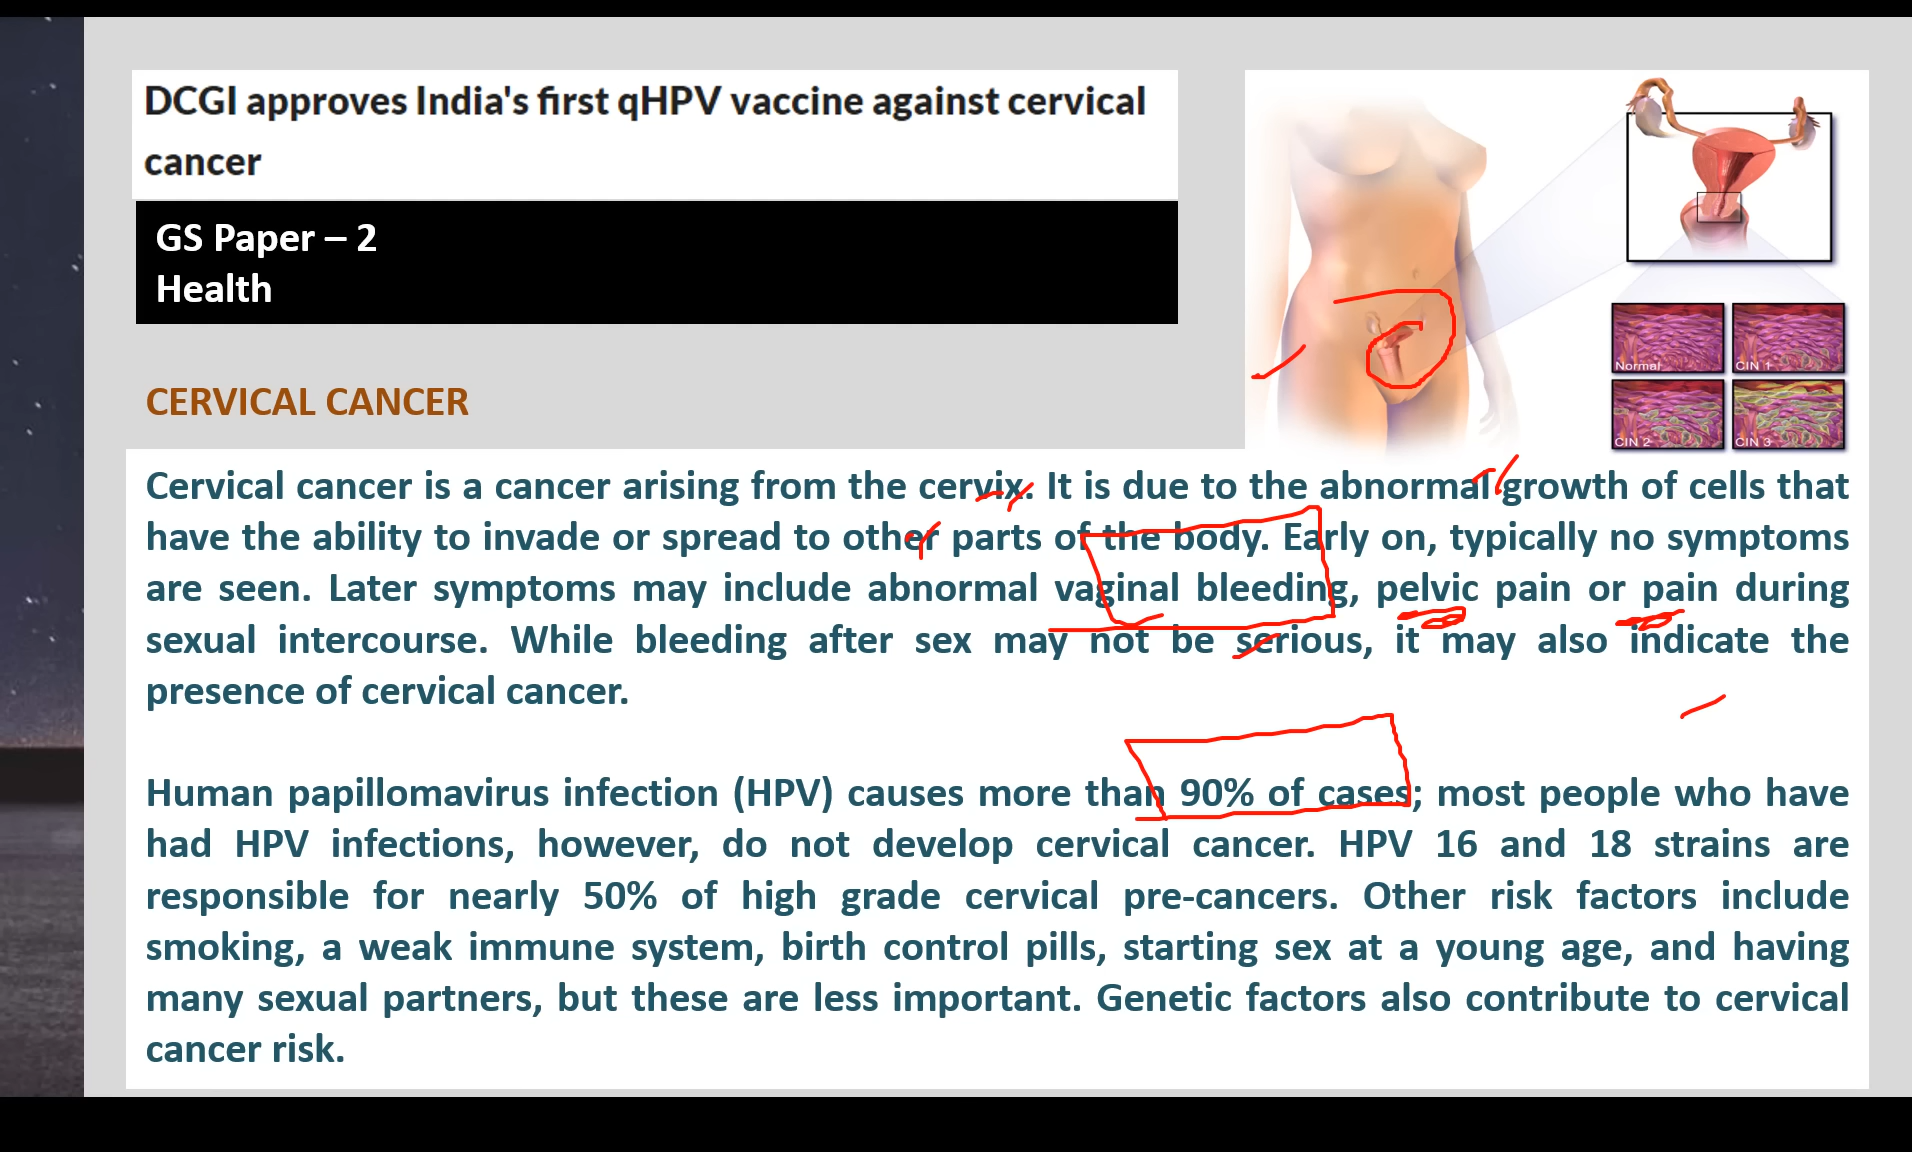 DCGI approves India's first qHPV vaccine against cervical
cancer
GS Paper – 2
Health
Normal
CIN 1
CIN 2
CIN 3
CERVICAL CANCER
Cervical cancer is a cancer arising from the cervix. It is due to the abnormal growth of cells that
have the ability to invade or spread to other parts of the body. Early on, typically no symptoms
are seen. Later symptoms may include abnormal vaginal bleeding, pelvic pain or pain during
sexual intercourse. While bleeding after sex may not be serious, it may also indicate the
presence of cervical cancer.
Human papillomavirus infection (HPV) causes more than 90% of cases; most people who have
had HPV infections, however, do not develop cervical cancer. HPV 16 and 18 strains are
responsible for nearly 50% of high grade cervical pre-cancers. Other risk factors include
smoking, a weak immune system, birth control pills, starting sex at a young age, and having
many sexual partners, but these are less important. Genetic factors also contribute to cervical
cancer risk.